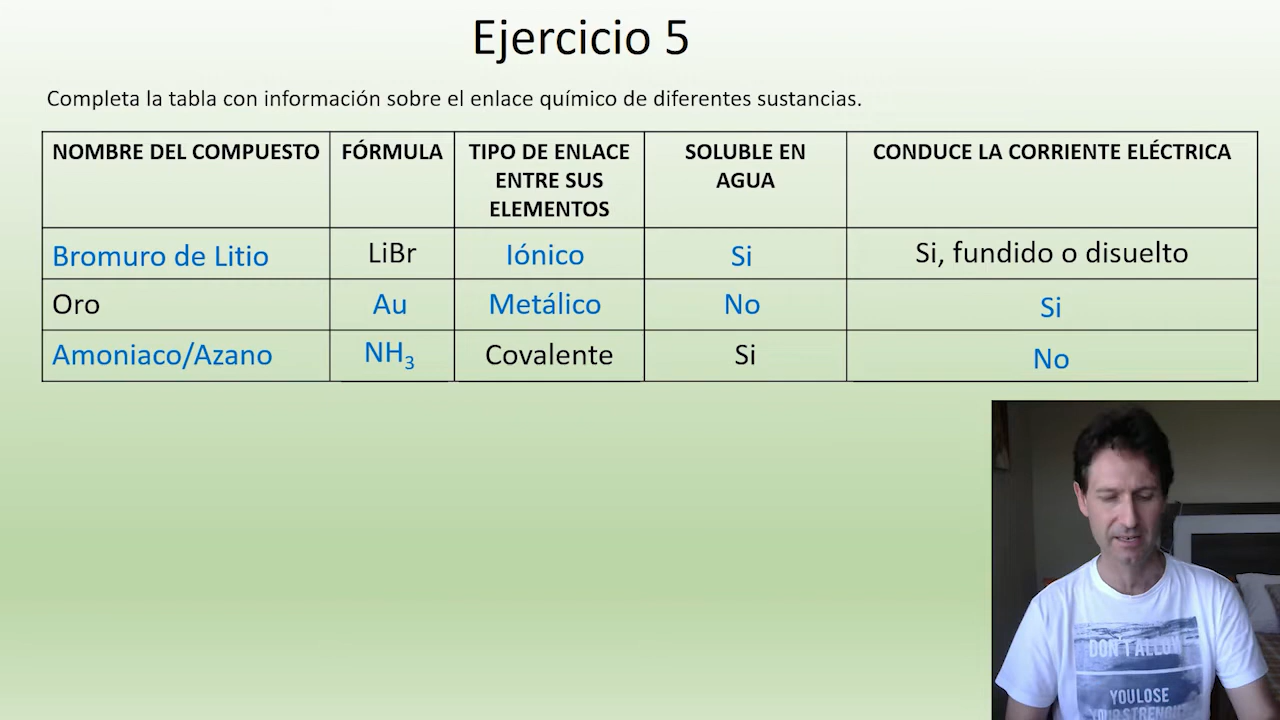 Ejercicio 5
Completa la tabla con información sobre el enlace químico de diferentes sustancias.
NOMBRE DEL COMPUESTO FÓRMULA TIPO DE ENLACE ENTRE SUS ELEMENTOS SOLUBLE EN AGUA CONDUCE LA CORRIENTE ELÉCTRICA
Bromuro de Litio LiBr Iónico Si Si, fundido o disuelto
Oro Au Metálico No Si
Amoniaco/Azano NH₃ Covalente Si No
DON'T ALLOW
YOU LOSE
YOUR STRENGHT